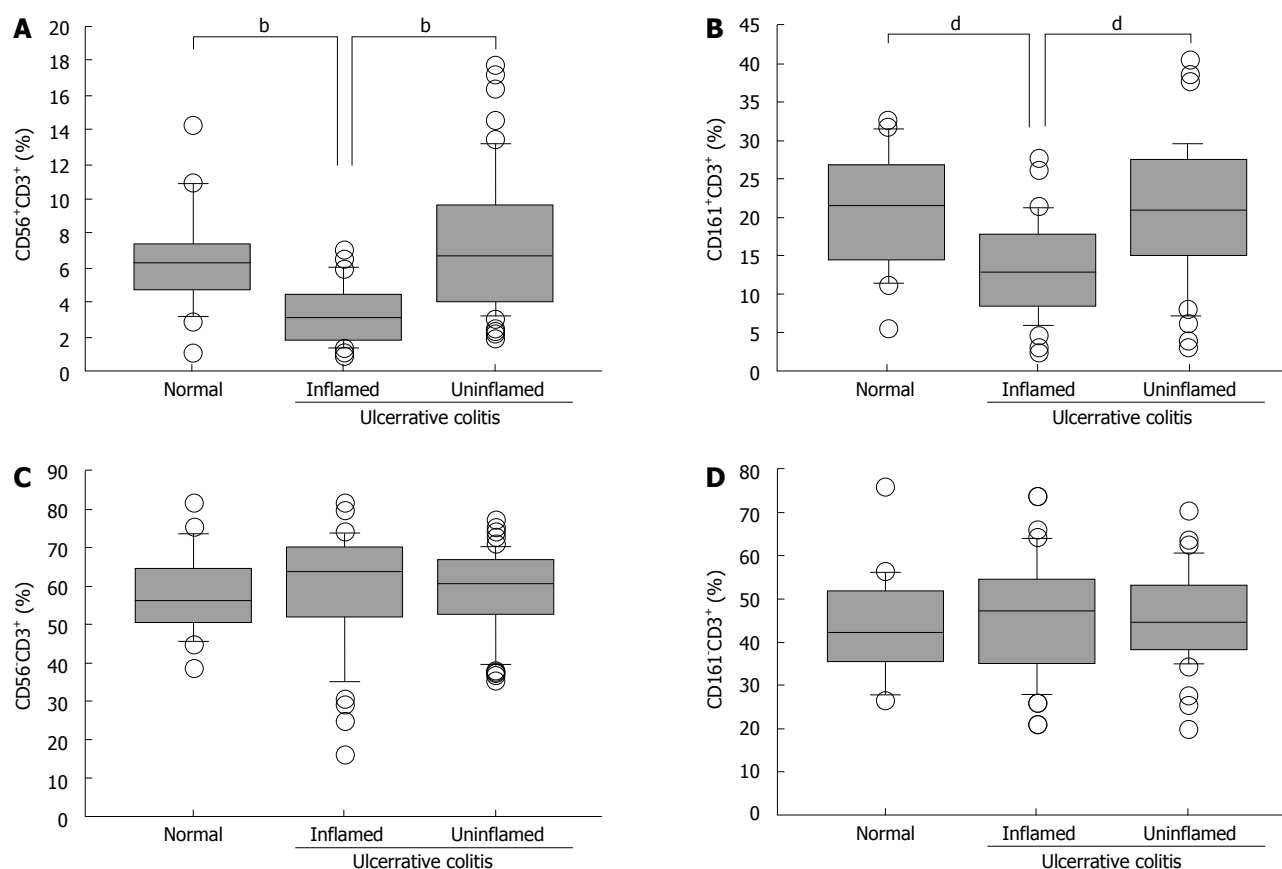 A
20
18
16
14
12
10
8
6
4
2
0
CD56+CD3+ (%)
b b
Normal Inflamed Uninflamed
Ulcerrative colitis
B
45
40
35
30
25
20
15
10
5
0
CD161+CD3+ (%)
d d
Normal Inflamed Uninflamed
Ulcerrative colitis
C
90
80
70
60
50
40
30
20
10
0
CD56-CD3+ (%)
Normal Inflamed Uninflamed
Ulcerrative colitis
D
80
70
60
50
40
30
20
10
0
CD161-CD3+ (%)
Normal Inflamed Uninflamed
Ulcerrative colitis